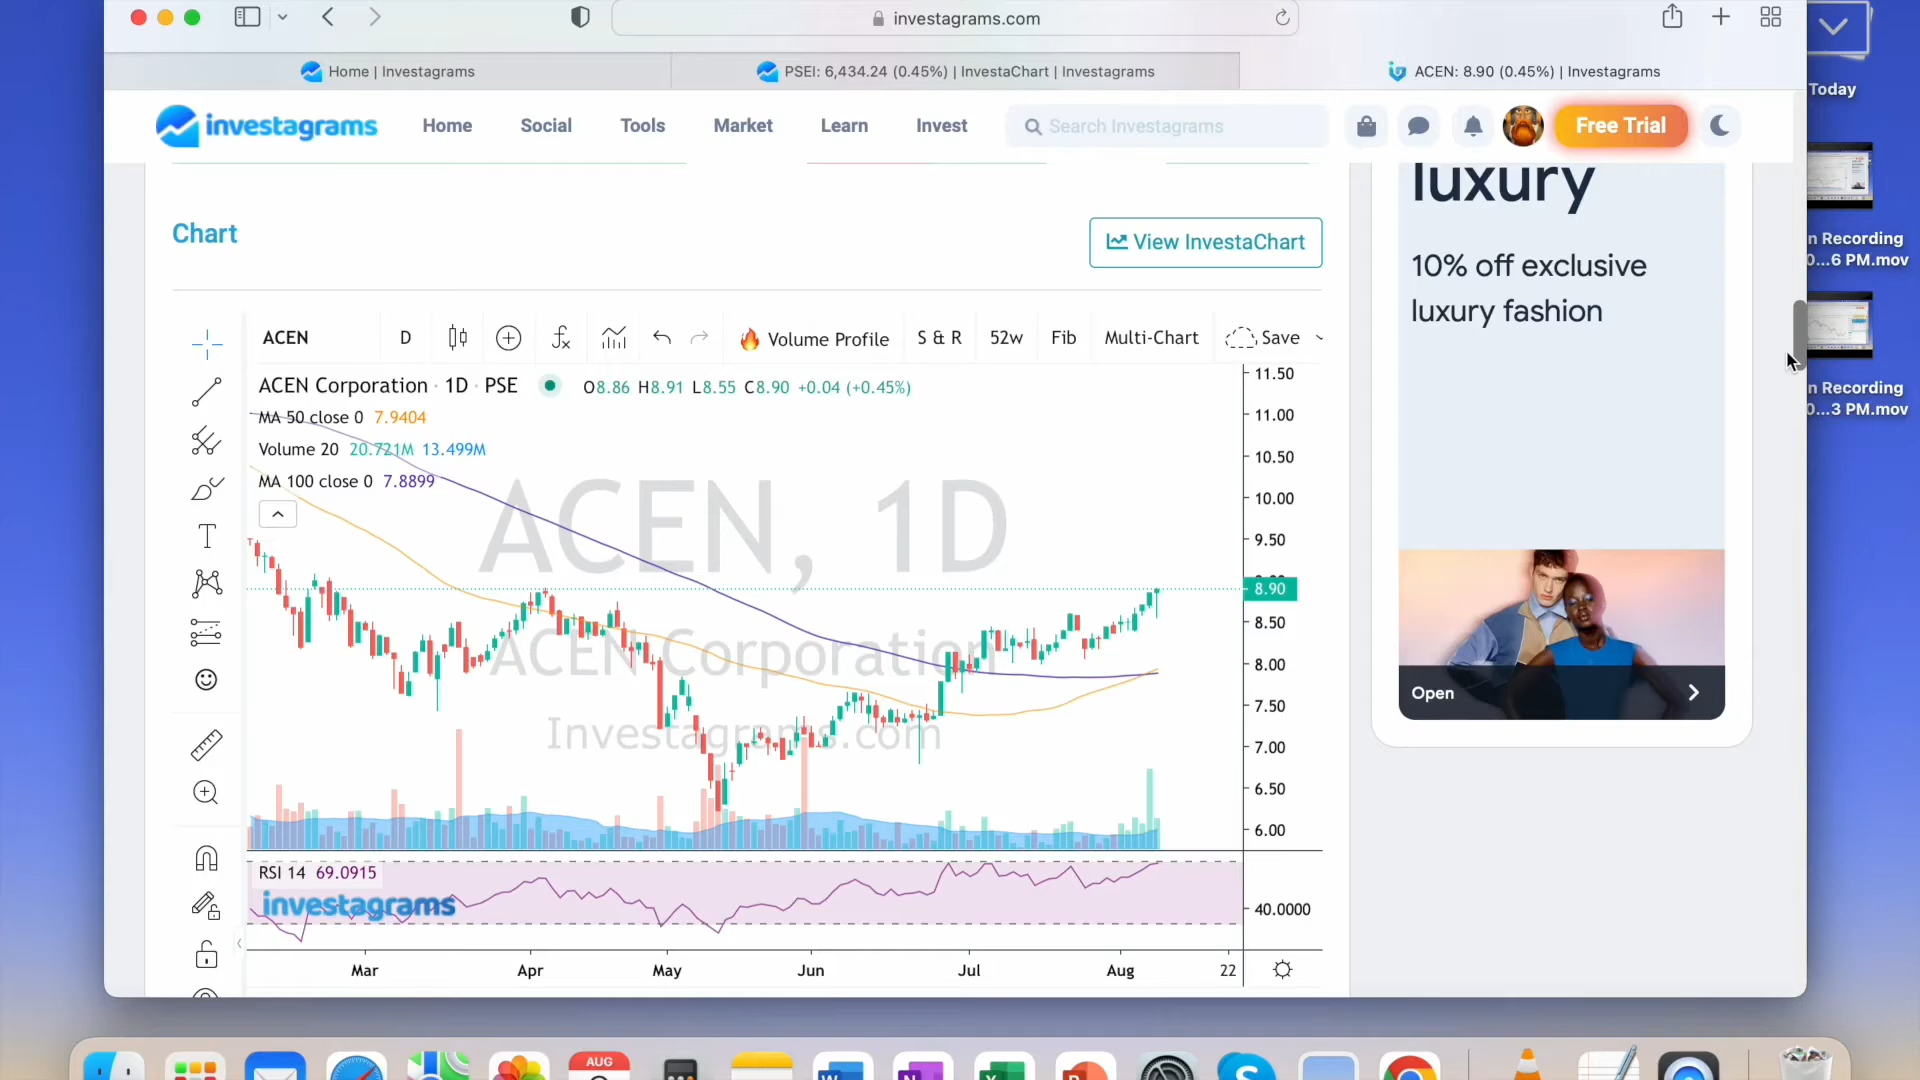 investagrams.com
Home | Investagrams
PSEI: 6,434.24 (0.45%) | InvestaChart | Investagrams
ACEN: 8.90 (0.45%) | Investagrams
Today
investagrams
Home
Social
Tools
Market
Learn
Invest
Search Investagrams
Free Trial
luxury
10% off exclusive
luxury fashion
Open
n Recording
0...6 PM.mov
n Recording
0...3 PM.mov
Chart
View InvestaChart
ACEN
D
Volume Profile
S & R
52w
Fib
Multi-Chart
Save
ACEN Corporation · 1D · PSE
O8.86 H8.91 L8.55 C8.90 +0.04 (+0.45%)
MA 50 close 0 7.9404
Volume 20 20.721M 13.499M
MA 100 close 0 7.8899
ACEN, 1D
ACEN Corporation
Investagrams.com
11.50
11.00
10.50
10.00
9.50
8.90
8.50
8.00
7.50
7.00
6.50
6.00
RSI 14 69.0915
investagrams
40.0000
Mar
Apr
May
Jun
Jul
Aug
22
AUG